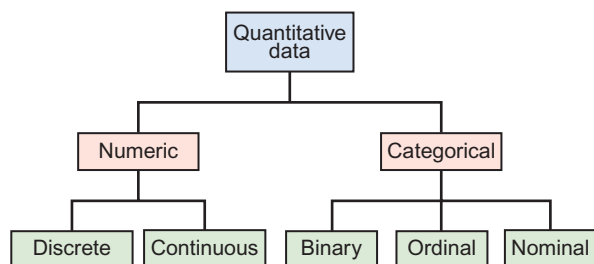 Quantitative
data
Numeric
Categorical
Discrete
Continuous
Binary
Ordinal
Nominal